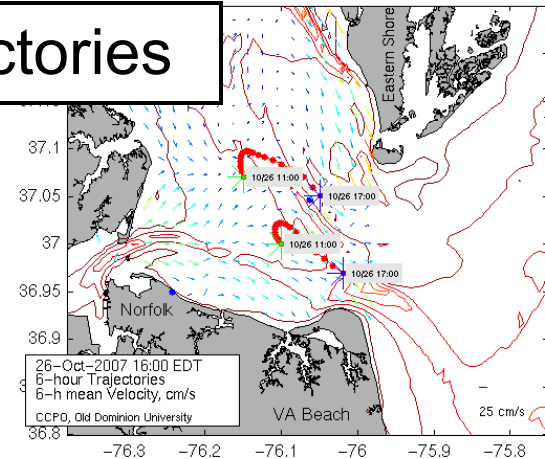 ctories
Eastern Shore
37.1
10/26 11:00
37.05
10/26 17:00
37
10/26 11:00
10/26 17:00
36.95
Norfolk
36.9
26-Oct-2007 16:00 EDT
6-hour Trajectories
6-h mean Velocity, cm/s
CCPO, Old Dominion University
VA Beach
25 cm/s
36.8
-76.3
-76.2
-76.1
-76
-75.9
-75.8